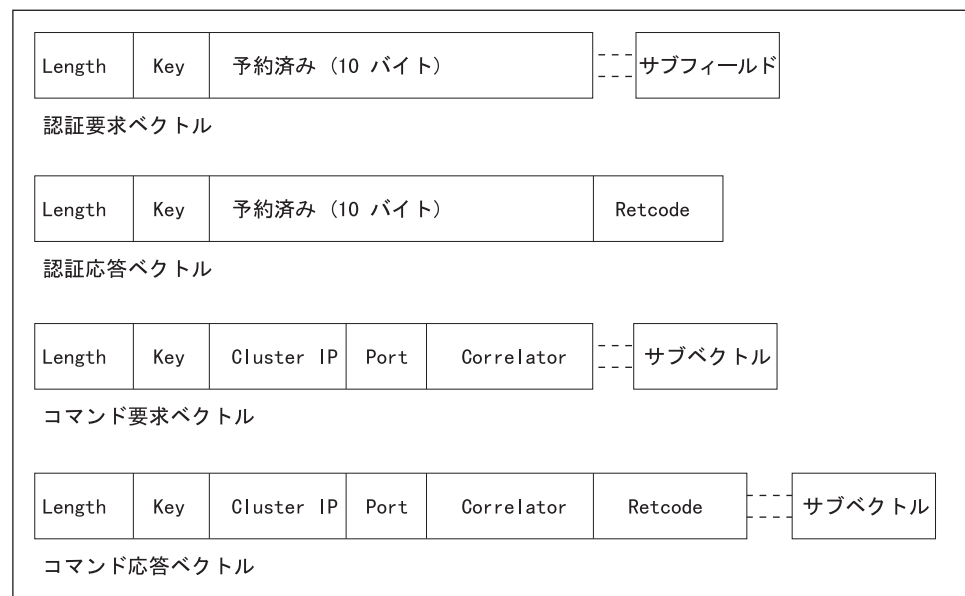 Length Key 予約済み (10 バイト) サブフィールド
認証要求ベクトル
Length Key 予約済み (10 バイト) Retcode
認証応答ベクトル
Length Key Cluster IP Port Correlator サブベクトル
コマンド要求ベクトル
Length Key Cluster IP Port Correlator Retcode サブベクトル
コマンド応答ベクトル